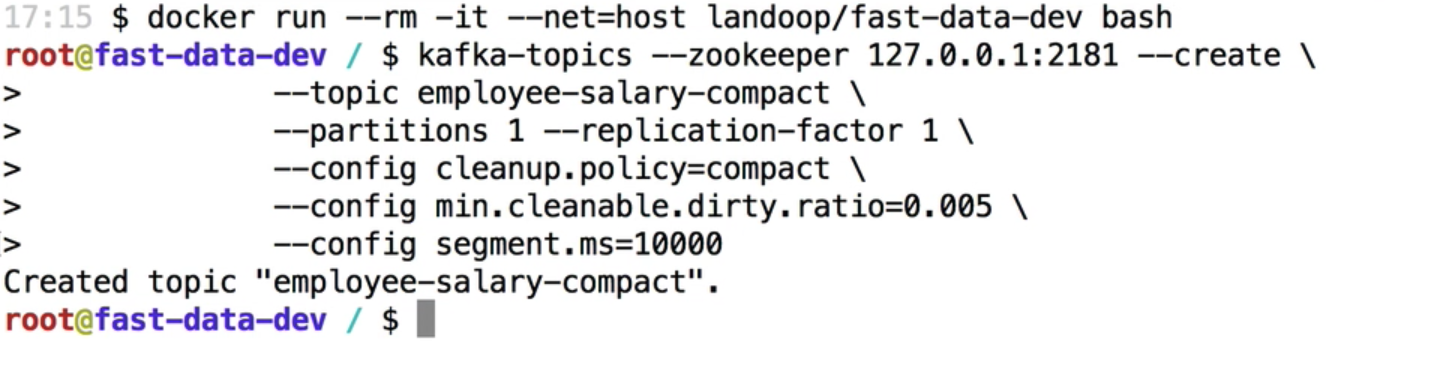 17:15 $ docker run --rm -it --net=host landoop/fast-data-dev bash
root@fast-data-dev / $ kafka-topics --zookeeper 127.0.0.1:2181 --create \
>              --topic employee-salary-compact \
>              --partitions 1 --replication-factor 1 \
>              --config cleanup.policy=compact \
>              --config min.cleanable.dirty.ratio=0.005 \
>              --config segment.ms=10000
Created topic "employee-salary-compact".
root@fast-data-dev / $